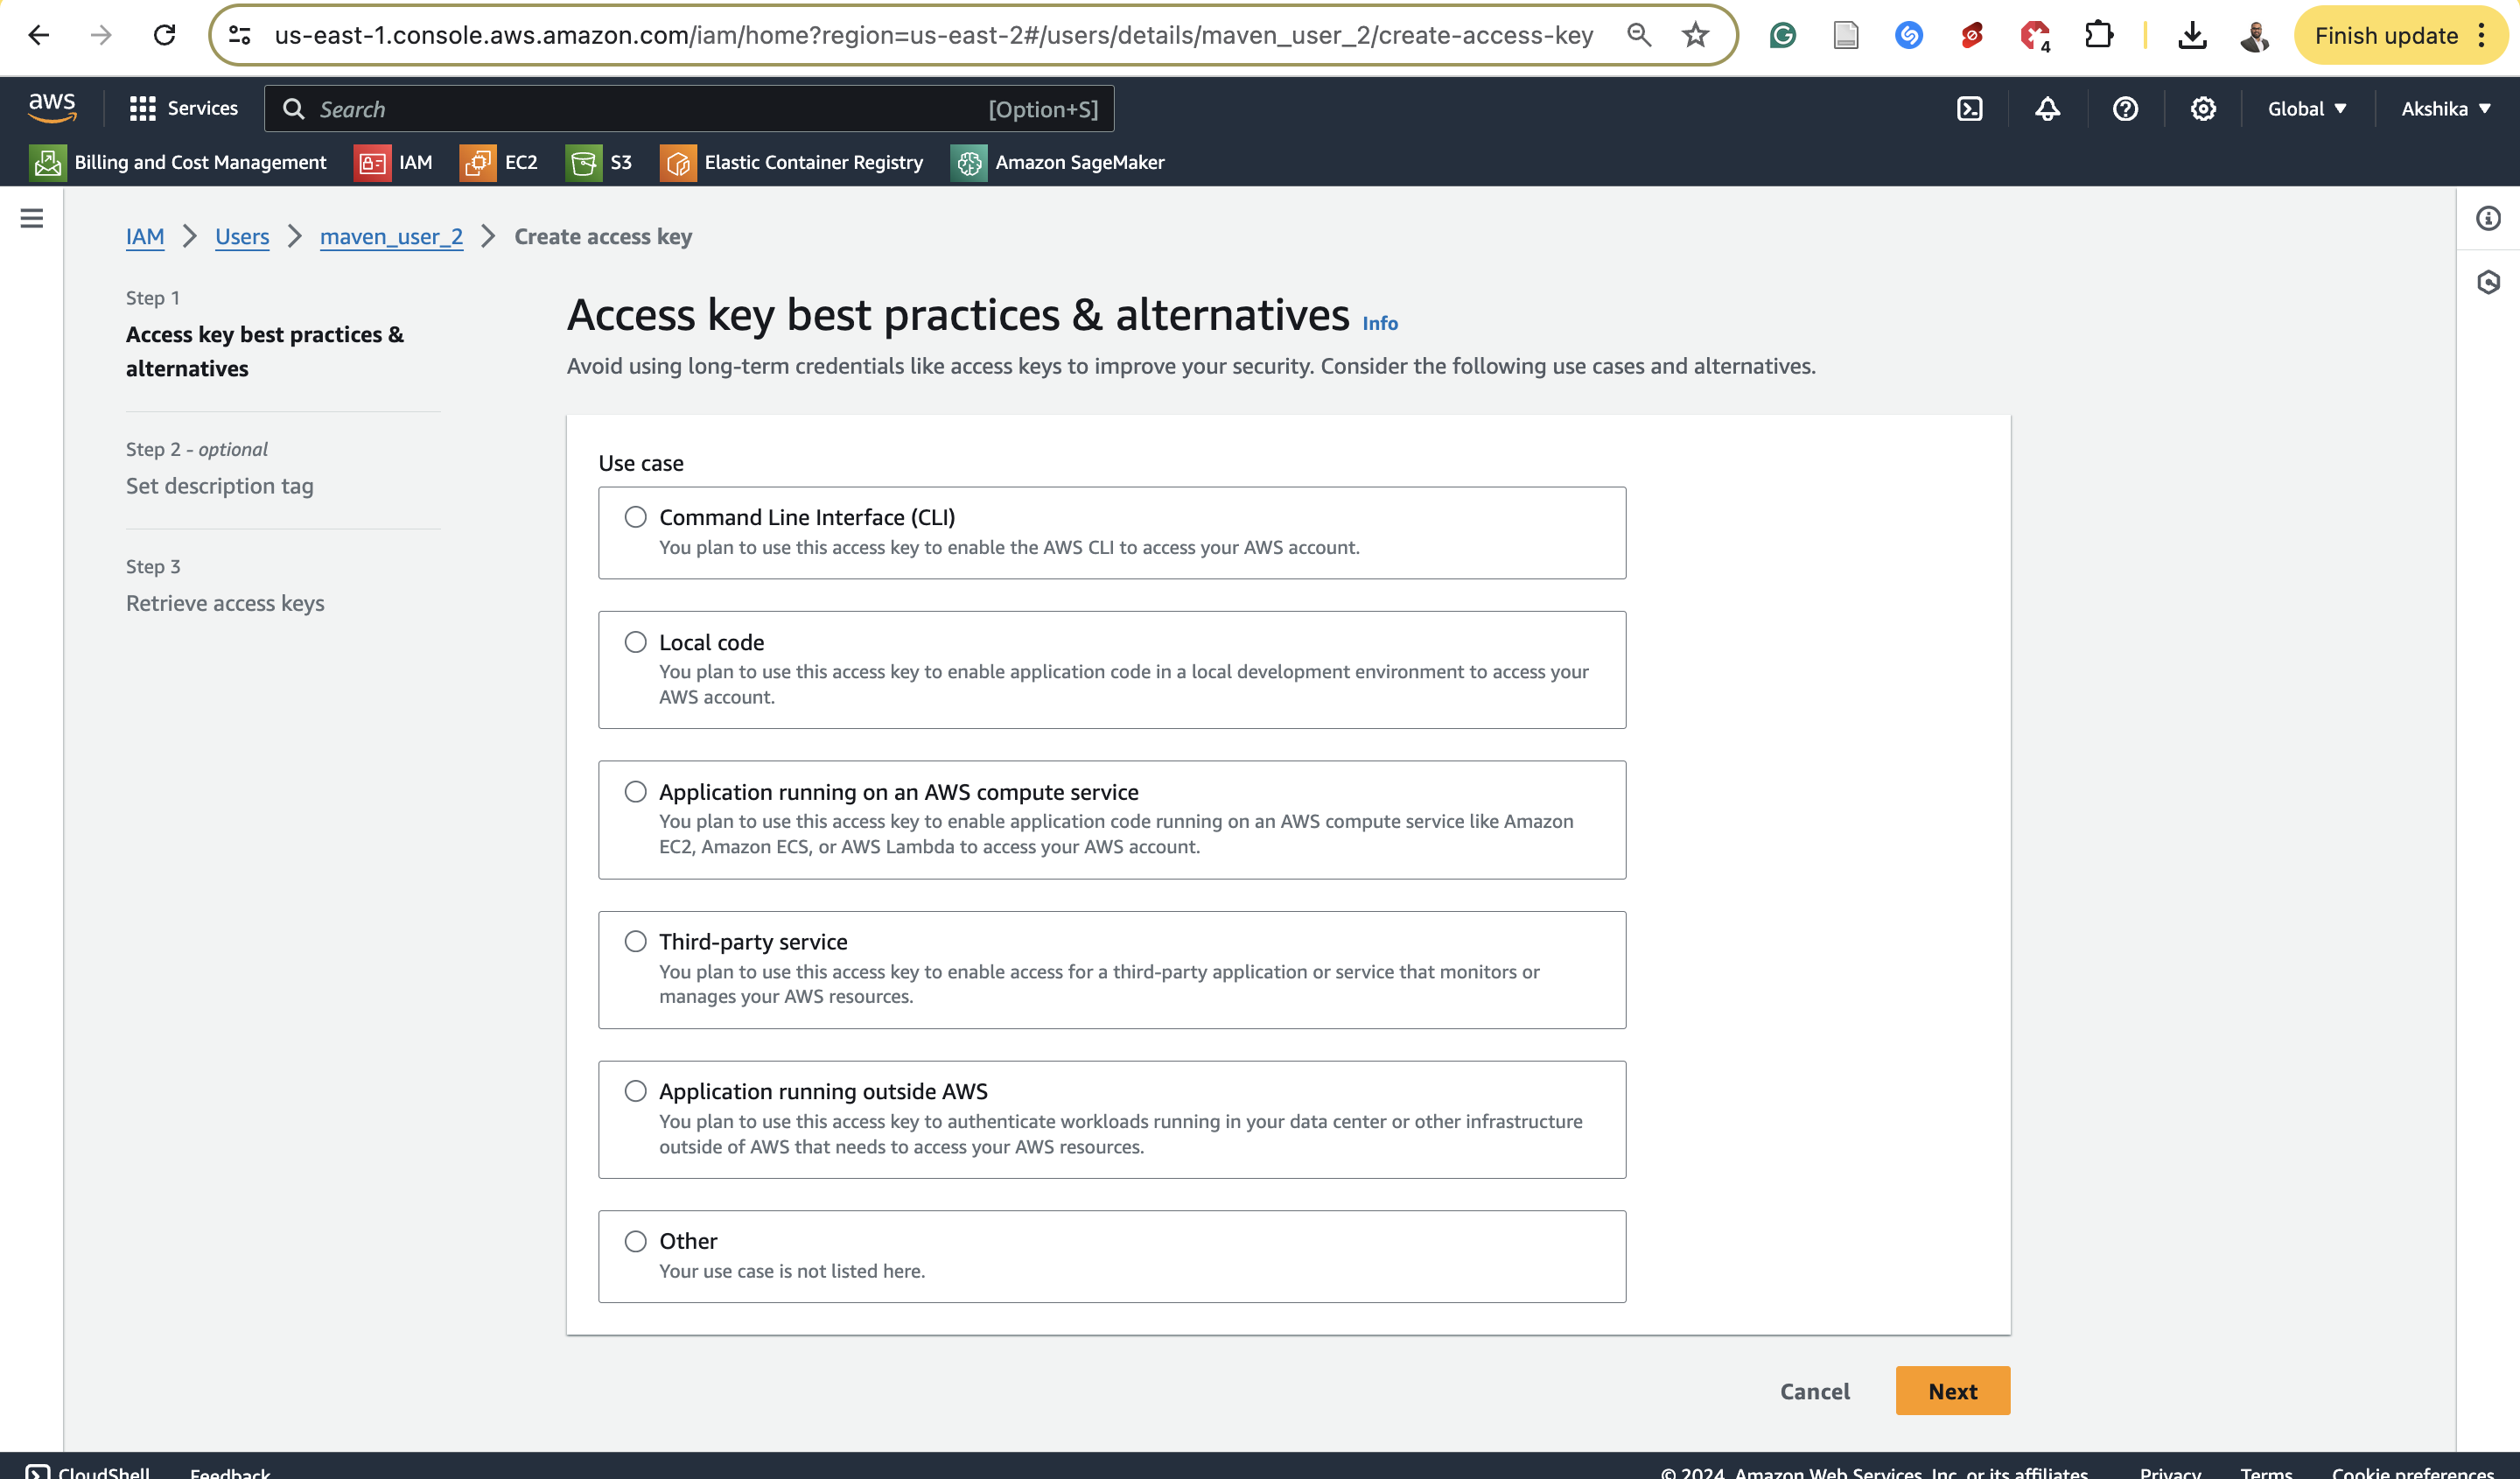 us-east-1.console.aws.amazon.com/iam/home?region=us-east-2#/users/details/maven_user_2/create-access-key
4
Finish update
aws
Services
Search
[Option+S]
Global
Akshika
Billing and Cost Management
IAM
EC2
S3
Elastic Container Registry
Amazon SageMaker
IAM
Users
maven_user_2
Create access key
Step 1
Access key best practices &
alternatives
Step 2 - optional
Set description tag
Step 3
Retrieve access keys
Access key best practices & alternatives Info
Avoid using long-term credentials like access keys to improve your security. Consider the following use cases and alternatives.
Use case
Command Line Interface (CLI)
You plan to use this access key to enable the AWS CLI to access your AWS account.
Local code
You plan to use this access key to enable application code in a local development environment to access your
AWS account.
Application running on an AWS compute service
You plan to use this access key to enable application code running on an AWS compute service like Amazon
EC2, Amazon ECS, or AWS Lambda to access your AWS account.
Third-party service
You plan to use this access key to enable access for a third-party application or service that monitors or
manages your AWS resources.
Application running outside AWS
You plan to use this access key to authenticate workloads running in your data center or other infrastructure
outside of AWS that needs to access your AWS resources.
Other
Your use case is not listed here.
Cancel
Next
CloudShell
Feedback
© 2024, Amazon Web Services, Inc. or its affiliates.
Privacy
Terms
Cookie preferences